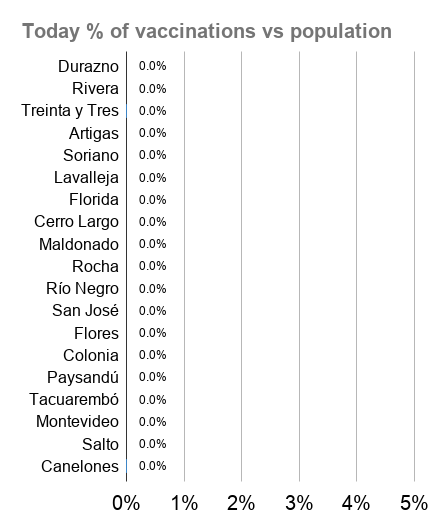 Today % of vaccinations vs population
Durazno 0.0%
Rivera 0.0%
Treinta y Tres 0.0%
Artigas 0.0%
Soriano 0.0%
Lavalleja 0.0%
Florida 0.0%
Cerro Largo 0.0%
Maldonado 0.0%
Rocha 0.0%
Río Negro 0.0%
San José 0.0%
Flores 0.0%
Colonia 0.0%
Paysandú 0.0%
Tacuarembó 0.0%
Montevideo 0.0%
Salto 0.0%
Canelones 0.0%
0% 1% 2% 3% 4% 5%